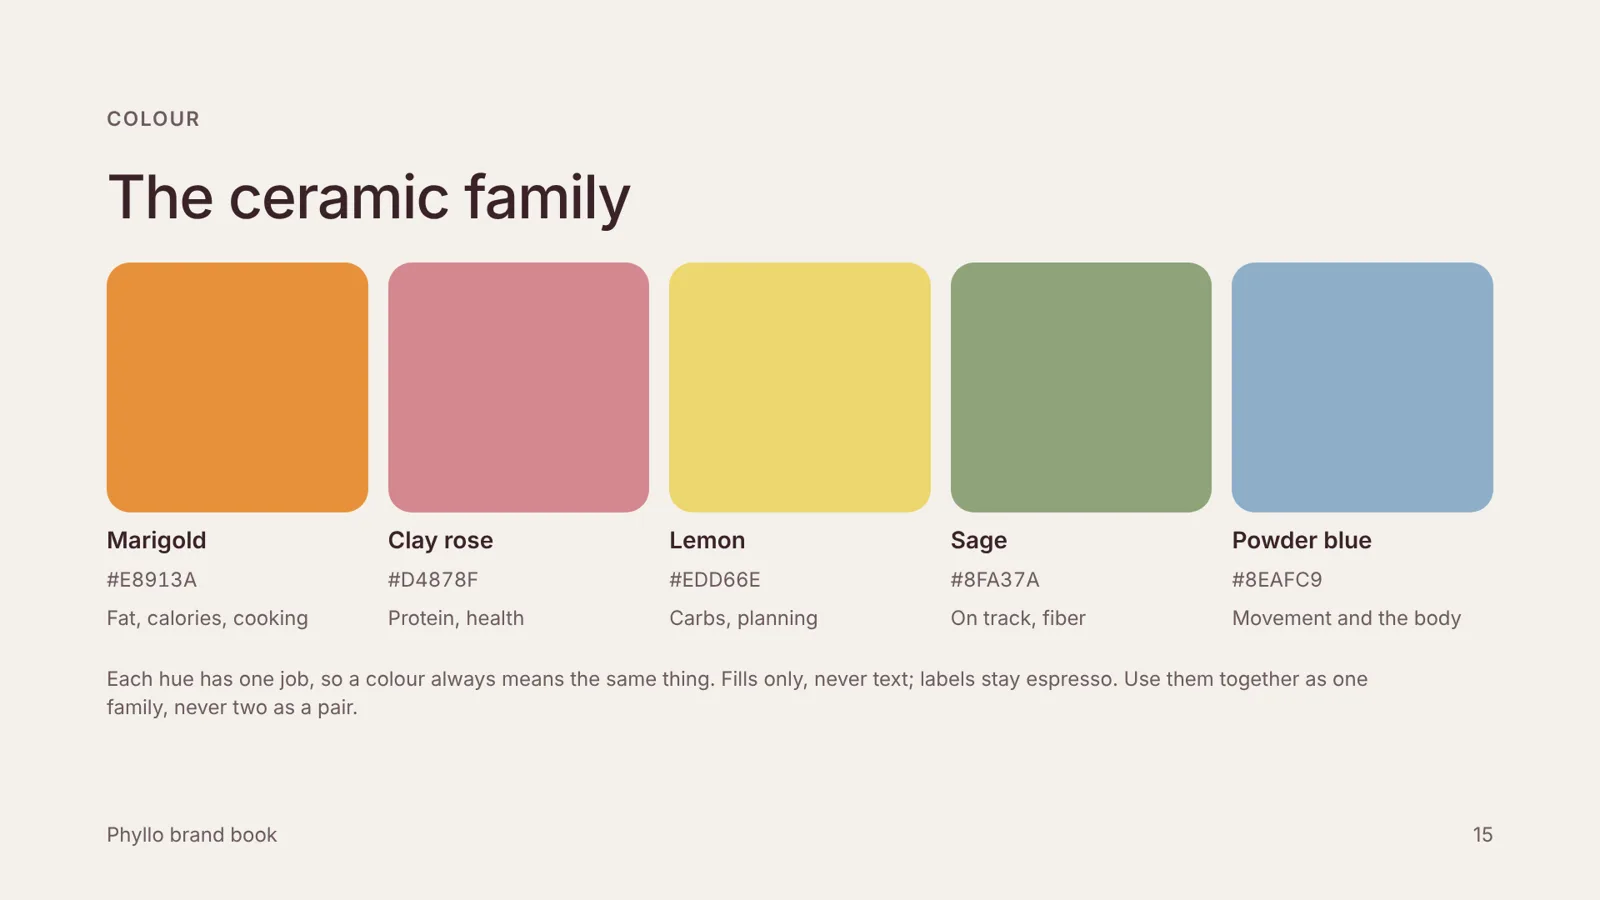 COLOUR
The ceramic family
Marigold
#E8913A
Fat, calories, cooking
Clay rose
#D4878F
Protein, health
Lemon
#EDD66E
Carbs, planning
Sage
#8FA37A
On track, fiber
Powder blue
#8EAFC9
Movement and the body
Each hue has one job, so a colour always means the same thing. Fills only, never text; labels stay espresso. Use them together as one
family, never two as a pair.
Phyllo brand book
15